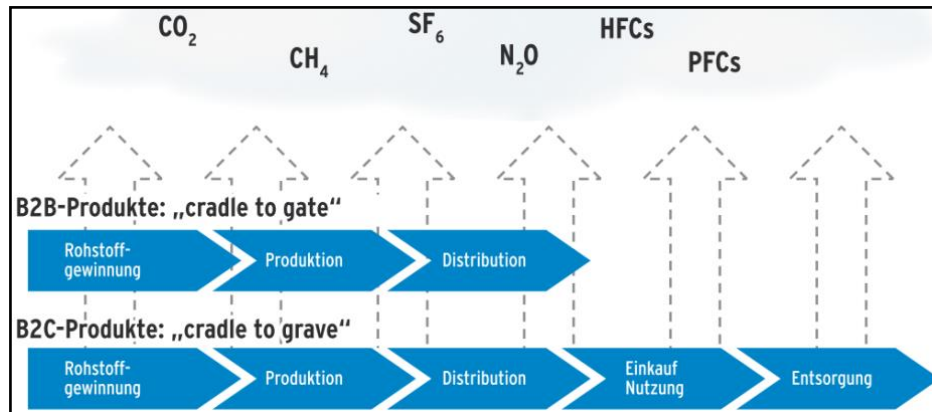 CO₂
CH₄
SF₆
N₂O
HFCs
PFCs
B2B-Produkte: „cradle to gate“
Rohstoff-
gewinnung
Produktion
Distribution
B2C-Produkte: „cradle to grave“
Rohstoff-
gewinnung
Produktion
Distribution
Einkauf
Nutzung
Entsorgung